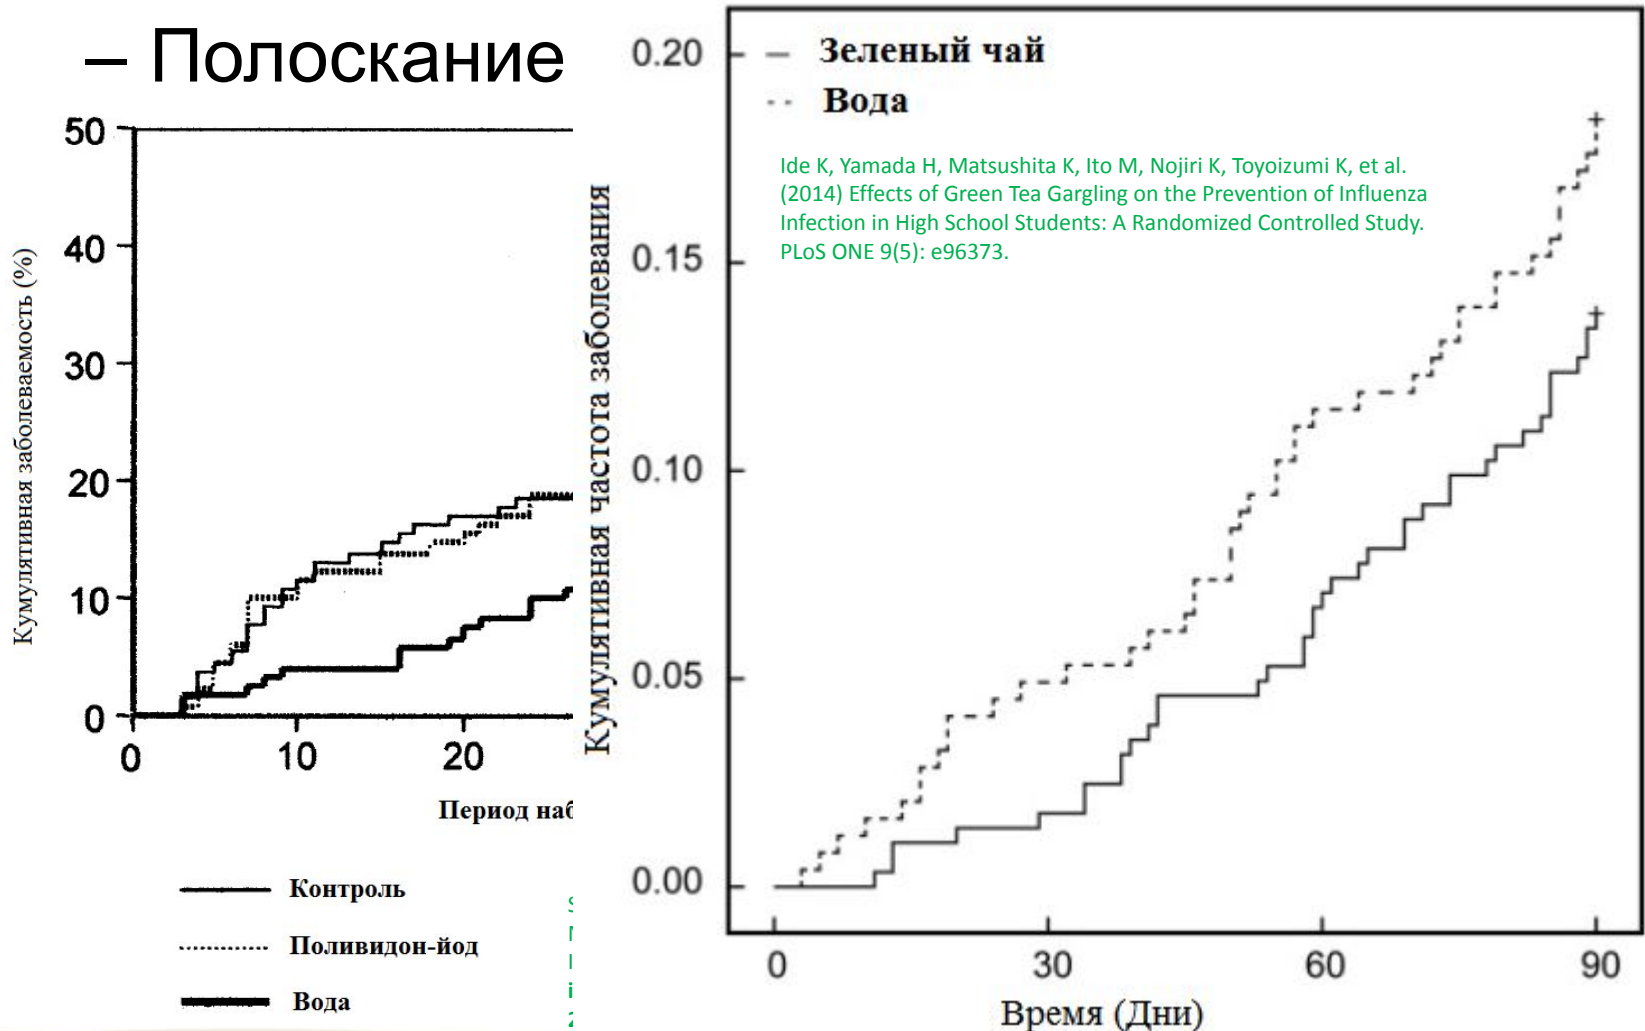 – Полоскание
50
40
30
20
10
0
Кумулятивная заболеваемость (%)
0 10 20
Период наб
Контроль
Поливидон-йод
Вода
0.20
0.15
0.10
0.05
0.00
Кумулятивная частота заболевания
Зеленый чай
Вода
Ide K, Yamada H, Matsushita K, Ito M, Nojiri K, Toyoizumi K, et al.
(2014) Effects of Green Tea Gargling on the Prevention of Influenza
Infection in High School Students: A Randomized Controlled Study.
PLoS ONE 9(5): e96373.
0 30 60 90
Время (Дни)